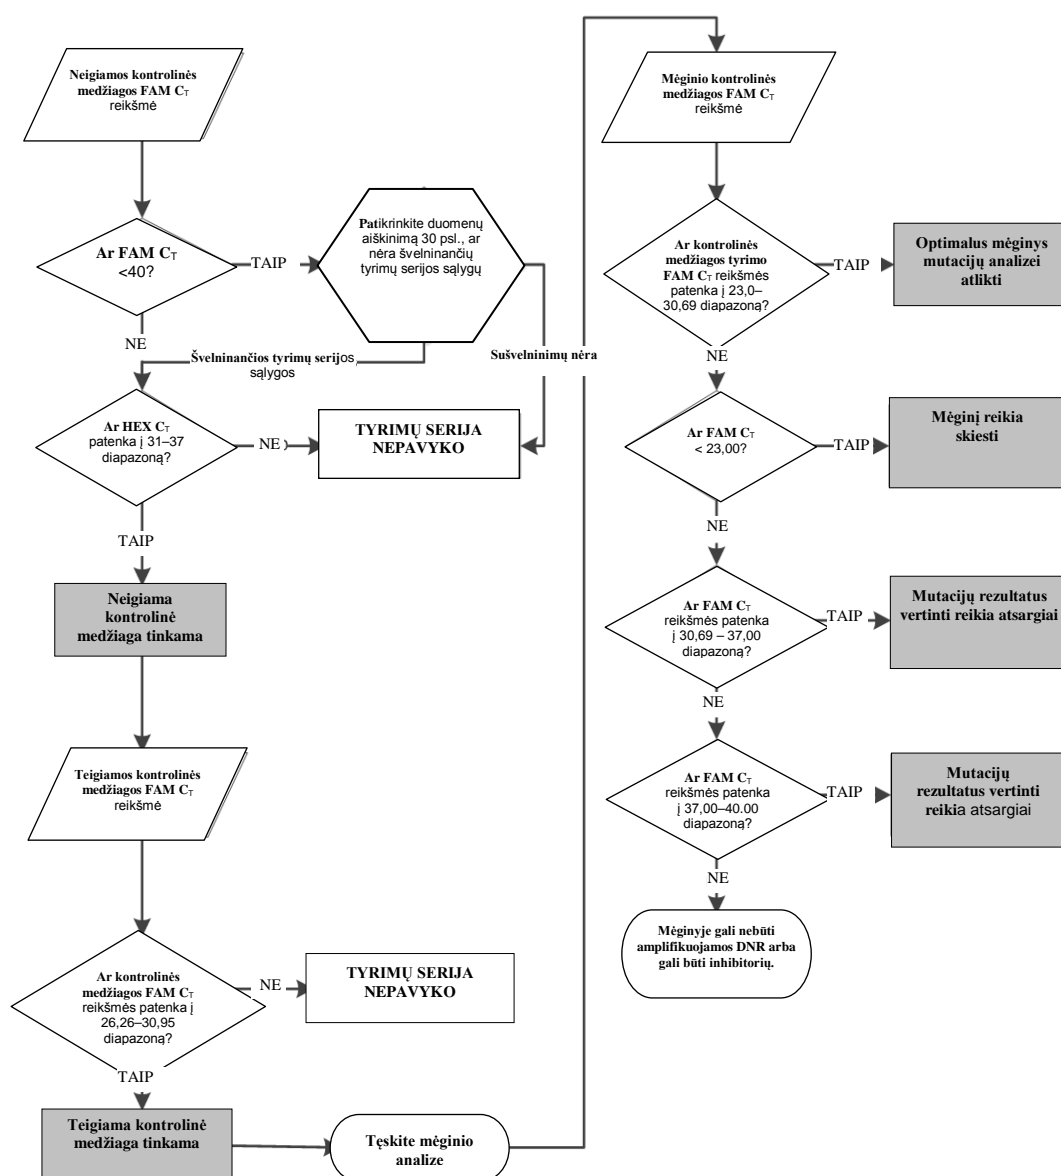 Neigiamos kontrolinės
medžiagos FAM CT
reikšmė
Ar FAM CT
<40?
TAIP
Patikrinkite duomenų
aiškinimą 30 psl., ar
nėra švelninančių
tyrimų serijos sąlygų
NE
Švelninančios tyrimų serijos
sąlygos
Sušvelninimų nėra
Ar HEX CT
patenka į 31–37
diapazoną?
NE
TYRIMŲ SERIJA
NEPAVYKO
TAIP
Neigiama
kontrolinė
medžiaga tinkama
Teigiamos kontrolinės
medžiagos FAM CT
reikšmė
Ar kontrolinės
medžiagos FAM CT
reikšmės patenka į
26,26–30,95
diapazoną?
NE
TYRIMŲ SERIJA
NEPAVYKO
TAIP
Teigiama kontrolinė
medžiaga tinkama
Tęskite mėginio
analize
Mėginio kontrolinės
medžiagos FAM CT
reikšmė
Ar kontrolinės
medžiagos tyrimo
FAM CT reikšmės
patenka į 23,0–
30,69 diapazoną?
TAIP
Optimalus mėginys
mutacijų analizei
atlikti
NE
Ar FAM CT
< 23,00?
TAIP
Mėginį reikia
skiesti
NE
Ar FAM CT
reikšmės patenka
į 30,69 – 37,00
diapazoną?
TAIP
Mutacijų rezultatus
vertinti reikia atsargiai
NE
Ar FAM CT
reikšmės patenka
į 37,00–40.00
diapazoną?
TAIP
Mutacijų
rezultatus vertinti
reikia atsargiai
NE
Mėginyje gali nebūti
amplifikuojamos DNR arba
gali būti inhibitorių.